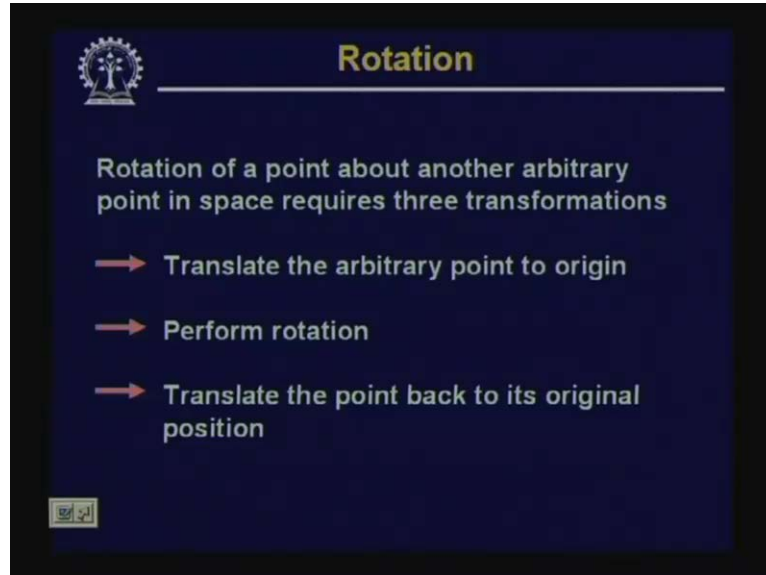 Rotation
Rotation of a point about another arbitrary
point in space requires three transformations
Translate the arbitrary point to origin
Perform rotation
Translate the point back to its original
position